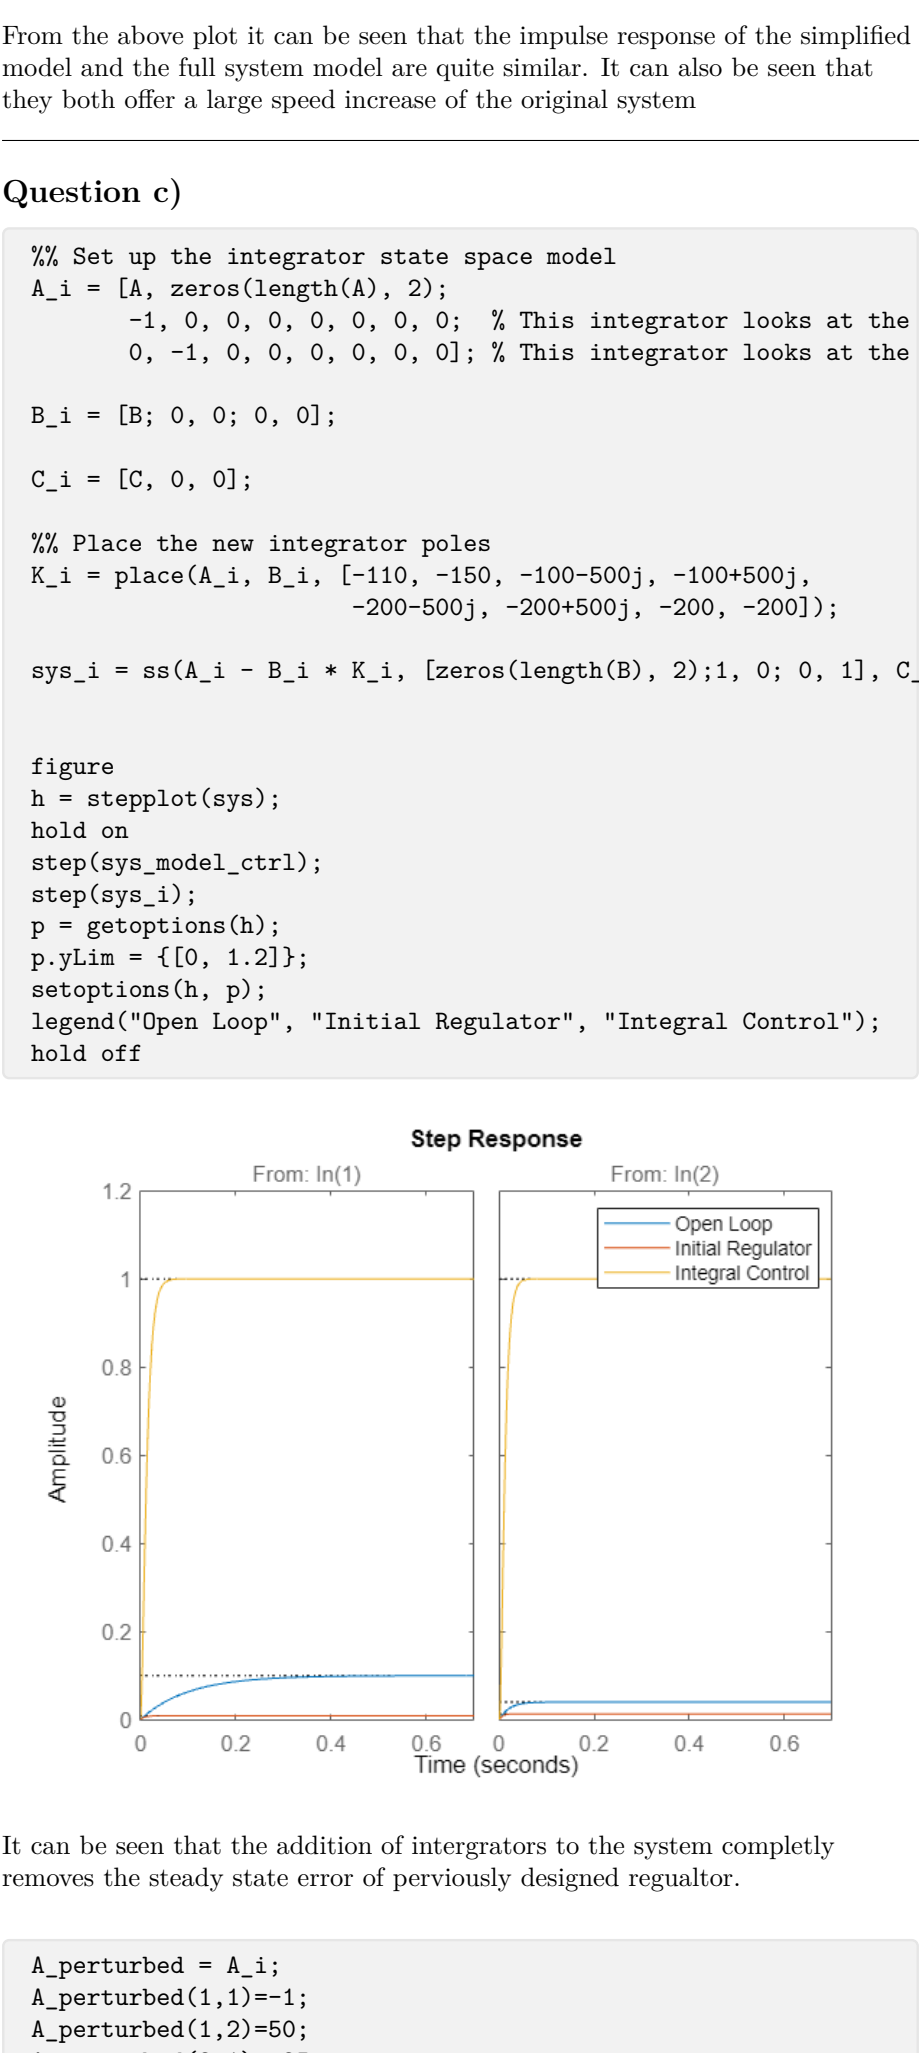 From the above plot it can be seen that the impulse response of the simplified
model and the full system model are quite similar. It can also be seen that
they both offer a large speed increase of the original system
Question c)
%% Set up the integrator state space model
A_i = [A, zeros(length(A), 2);
-1, 0, 0, 0, 0, 0, 0, 0; % This integrator looks at the
0, -1, 0, 0, 0, 0, 0, 0]; % This integrator looks at the
B_i = [B; 0, 0; 0, 0];
C_i = [C, 0, 0];
%% Place the new integrator poles
K_i = place(A_i, B_i, [-110, -150, -100-500j, -100+500j,
-200-500j, -200+500j, -200, -200]);
sys_i = ss(A_i - B_i * K_i, [zeros(length(B), 2);1, 0; 0, 1], C_
figure
h = stepplot(sys);
hold on
step(sys_model_ctrl);
step(sys_i);
p = getoptions(h);
p.yLim = {[0, 1.2]};
setoptions(h, p);
legend("Open Loop", "Initial Regulator", "Integral Control");
hold off
Step Response
From: In(1) From: In(2)
1.2
Open Loop
Initial Regulator
Integral Control
1
0.8
0.6
0.4
0.2
0
Amplitude
0 0.2 0.4 0.6 0 0.2 0.4 0.6
Time (seconds)
It can be seen that the addition of intergrators to the system completly
removes the steady state error of perviously designed regualtor.
A_perturbed = A_i;
A_perturbed(1,1)=-1;
A_perturbed(1,2)=50;